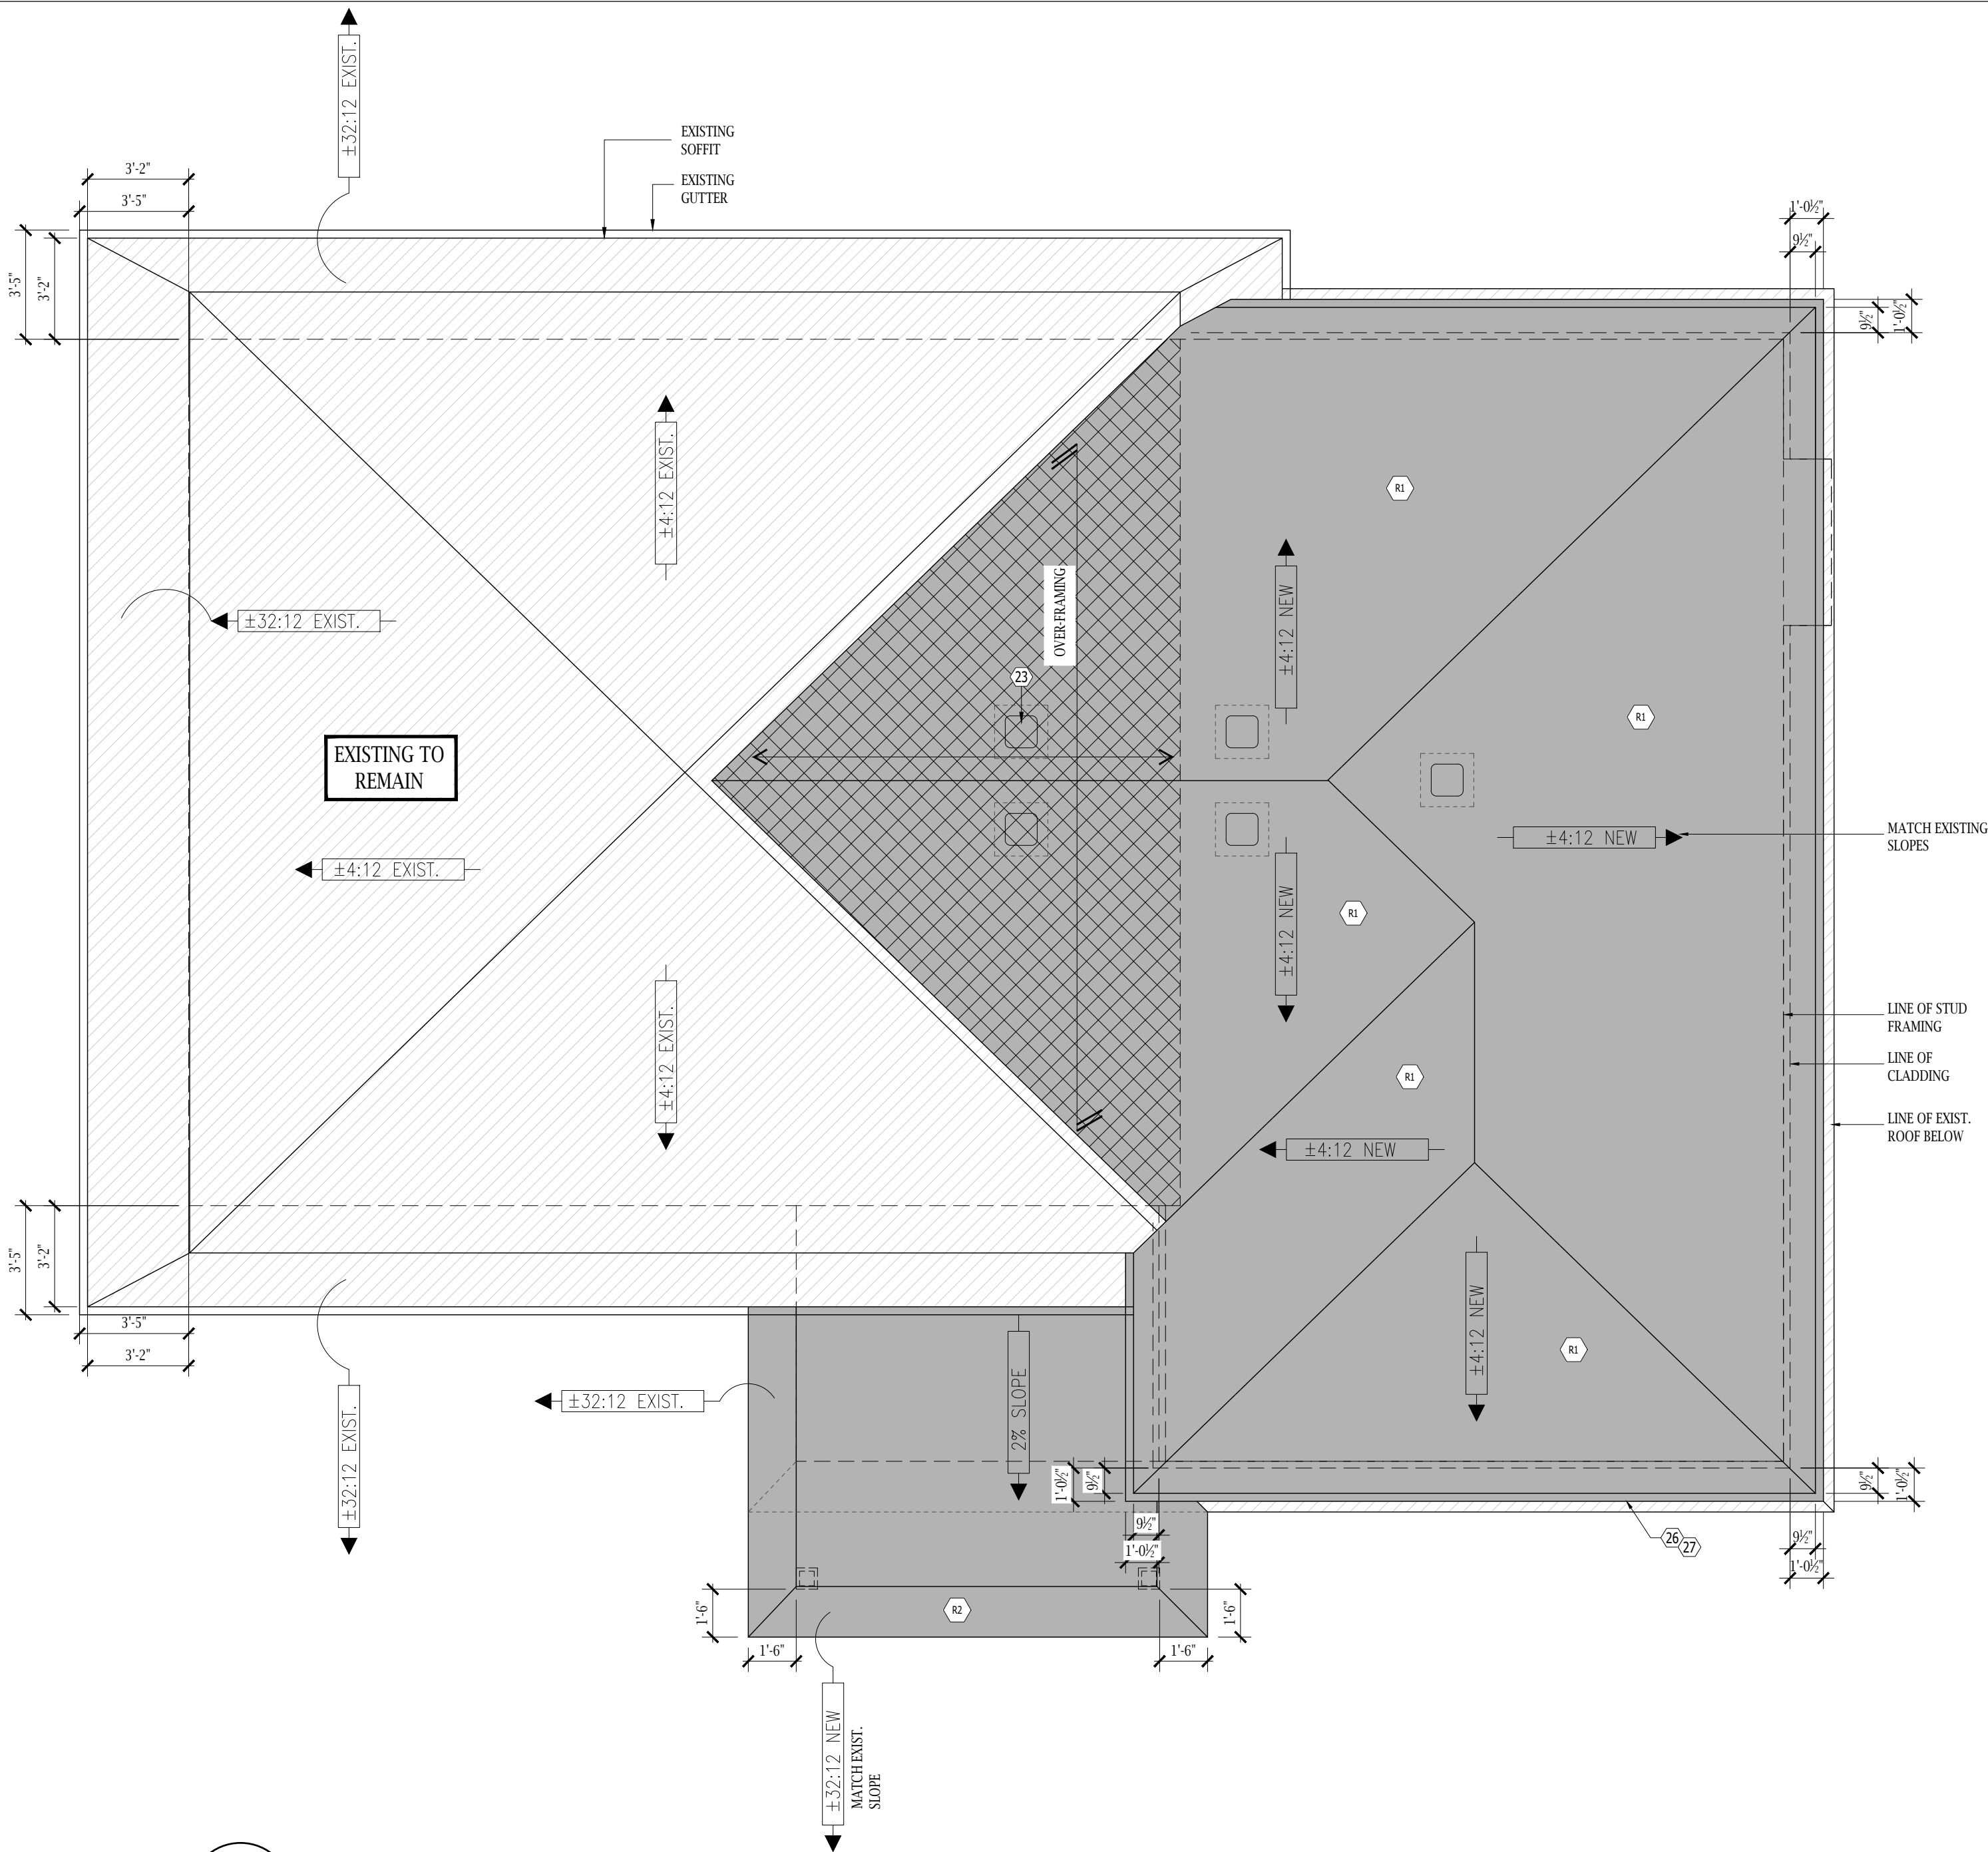 ±32:12 EXIST.
EXISTING
SOFFIT
EXISTING
GUTTER
3'-2"
3'-5"
3'-5"
3'-2"
1'-0½"
9½"
9½"
1'-0½"
±4:12 EXIST.
R1
OVER-FRAMING
±4:12 NEW
±32:12 EXIST.
23
R1
EXISTING TO
REMAIN
±4:12 NEW
MATCH EXISTING
SLOPES
±4:12 EXIST.
±4:12 NEW
R1
±4:12 EXIST.
LINE OF STUD
FRAMING
LINE OF
CLADDING
R1
LINE OF EXIST.
ROOF BELOW
±4:12 NEW
3'-5"
3'-2"
3'-5"
3'-2"
±4:12 NEW
R1
±32:12 EXIST.
2% SLOPE
±32:12 EXIST.
1'-0½"
9½"
9½"
1'-0½"
9½"
1'-0½"
26
27
9½"
1'-0½"
1'-6"
R2
1'-6"
1'-6"
1'-6"
±32:12 NEW
MATCH EXIST.
SLOPE